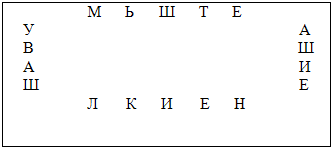 М Ь Ш Т Е
У А
В Ш
А И
Ш Е
Л К И Е Н